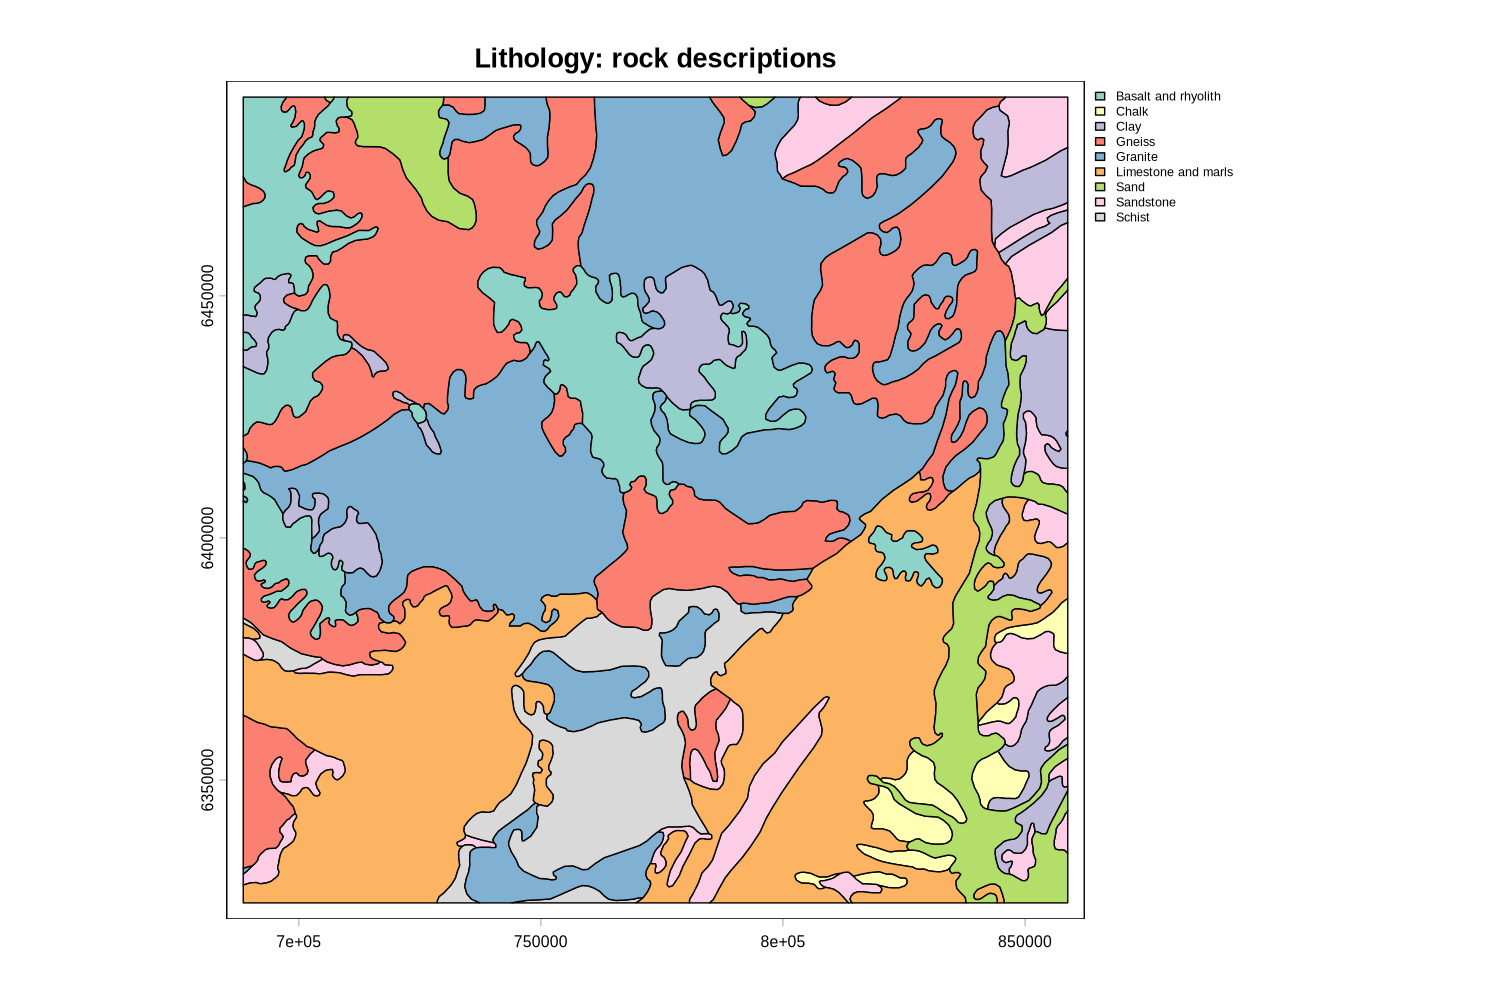 Lithology: rock descriptions
Basalt and rhyolith
Chalk
Clay
Gneiss
Granite
Limestone and marls
Sand
Sandstone
Schist
6450000
6400000
6350000
7e+05 750000 8e+05 850000